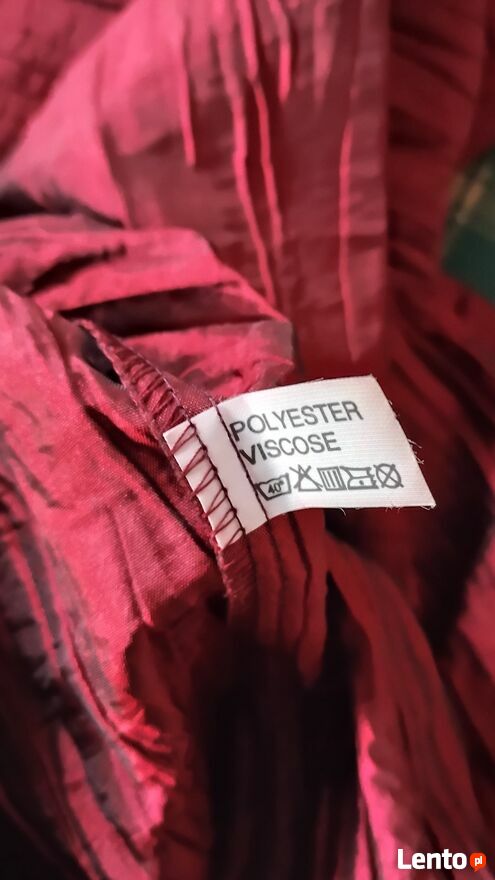 POLYESTER
VISCOSE
40°
Lento.pl